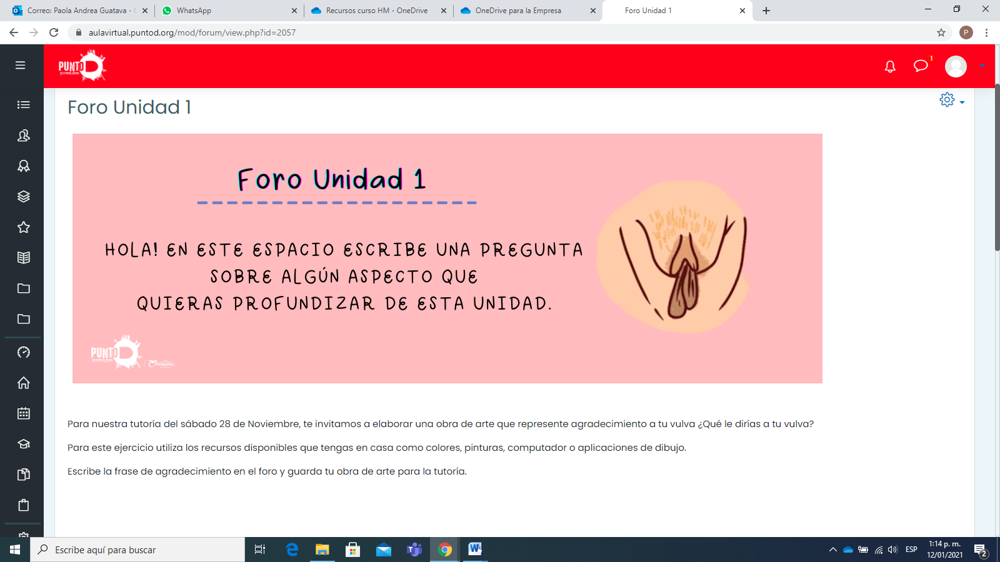 Correo: Paola Andrea Guatava - 
WhatsApp
Recursos curso HM - OneDrive
OneDrive para la Empresa
Foro Unidad 1
aulavirtual.puntod.org/mod/forum/view.php?id=2057
P
PUNTO D
1
Foro Unidad 1
Foro Unidad 1
HOLA! EN ESTE ESPACIO ESCRIBE UNA PREGUNTA
SOBRE ALGÚN ASPECTO QUE
QUIERAS PROFUNDIZAR DE ESTA UNIDAD.
PUNTO D
Oriéntame
Para nuestra tutoría del sábado 28 de Noviembre, te invitamos a elaborar una obra de arte que represente agradecimiento a tu vulva ¿Qué le dirías a tu vulva?
Para este ejercicio utiliza los recursos disponibles que tengas en casa como colores, pinturas, computador o aplicaciones de dibujo.
Escribe la frase de agradecimiento en el foro y guarda tu obra de arte para la tutoría.
Escribe aquí para buscar
ESP
1:14 p. m.
12/01/2021
2